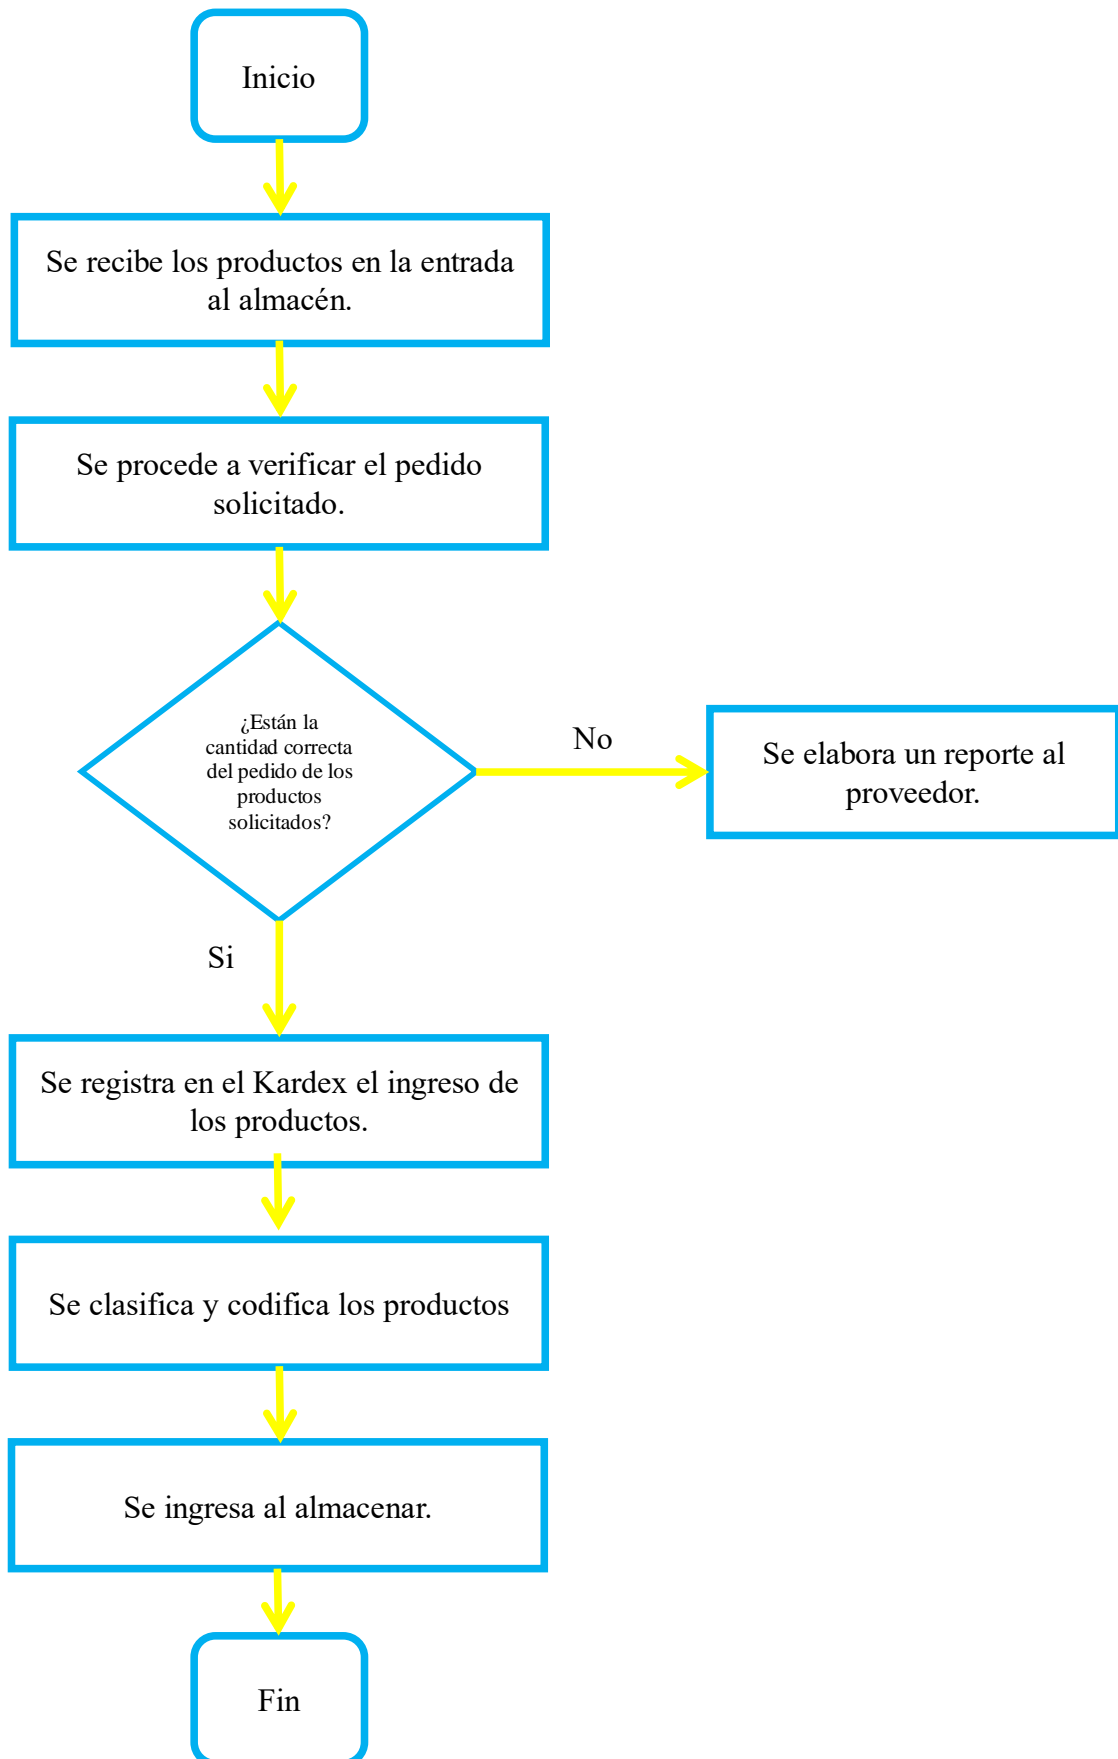 Inicio
Se recibe los productos en la entrada
al almacén.
Se procede a verificar el pedido
solicitado.
¿Están la
cantidad correcta
del pedido de los
productos
solicitados?
No
Se elabora un reporte al
proveedor.
Si
Se registra en el Kardex el ingreso de
los productos.
Se clasifica y codifica los productos
Se ingresa al almacenar.
Fin